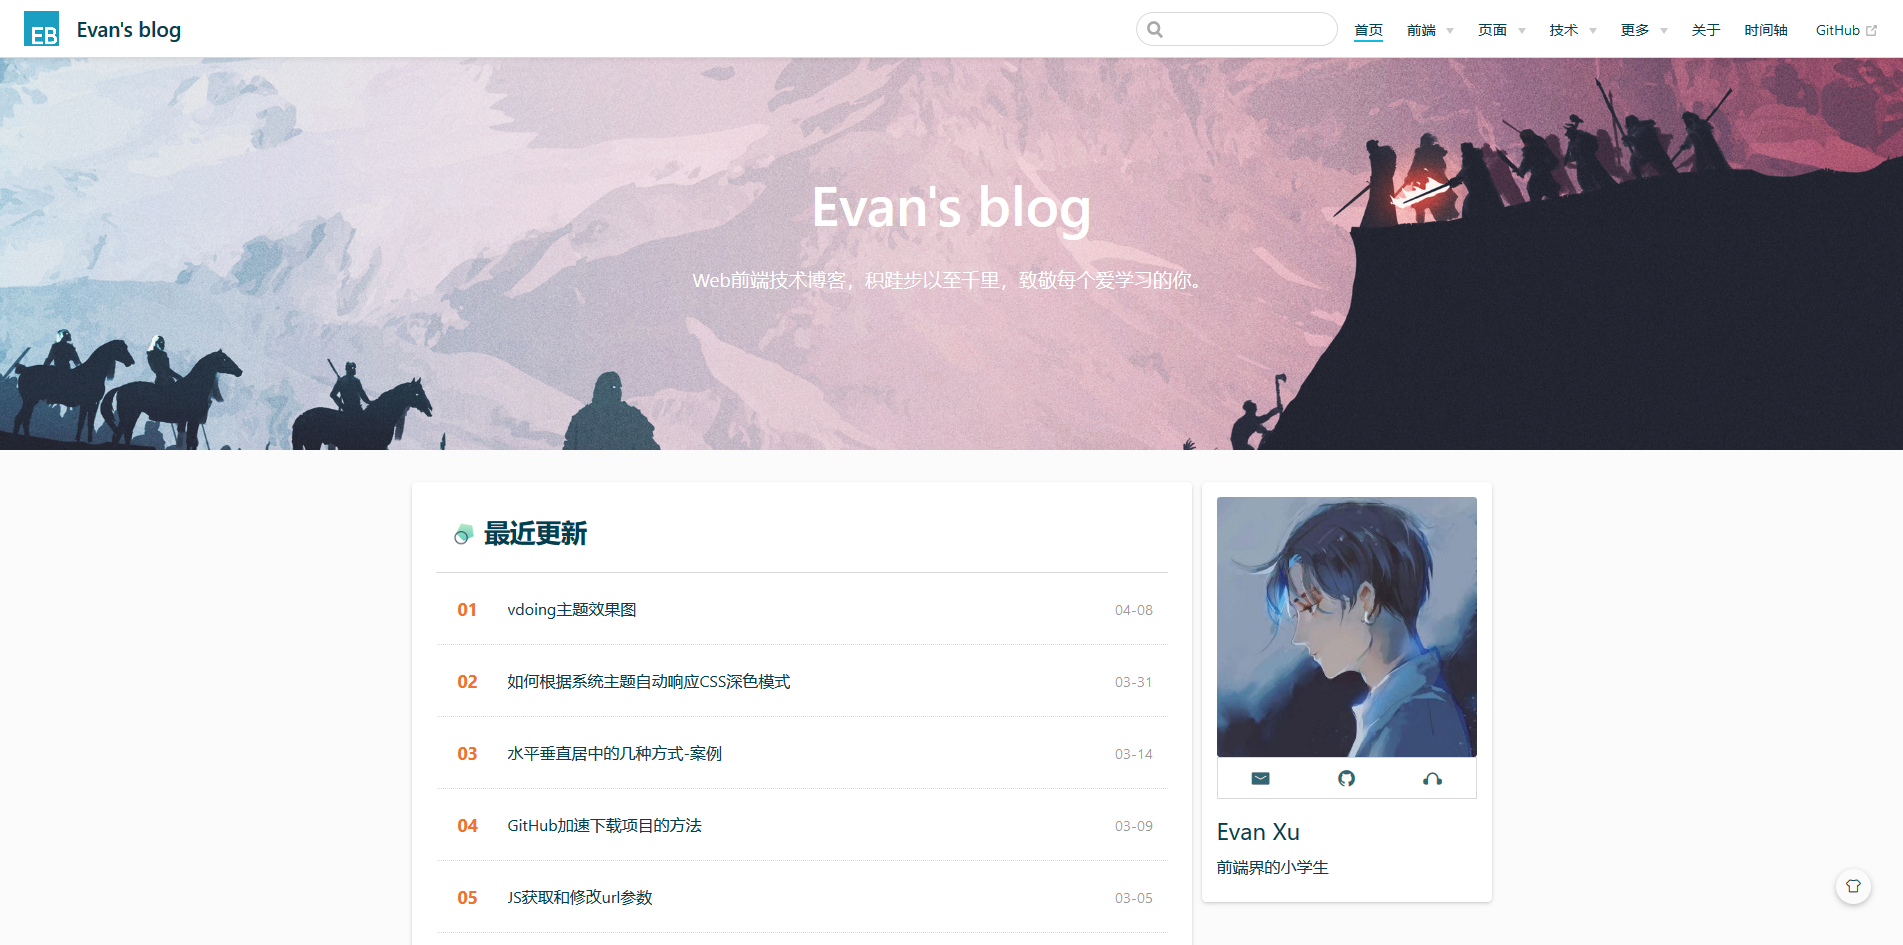 EB
Evan's blog
首页
前端
页面
技术
更多
关于
时间轴
GitHub
Evan's blog
Web前端技术博客，积跬步以至千里，致敬每个爱学习的你。
最近更新
01 vdoing主题效果图 04-08
02 如何根据系统主题自动响应CSS深色模式 03-31
03 水平垂直居中的几种方式-案例 03-14
04 GitHub加速下载项目的方法 03-09
05 JS获取和修改url参数 03-05
Evan Xu
前端界的小学生